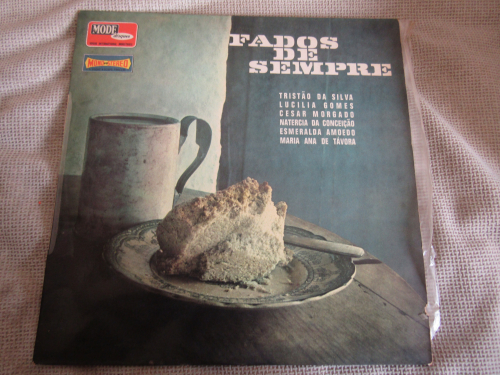 MODE
disques
FADOS
DE
SEMPRE
TRISTÃO DA SILVA
LUCILIA GOMES
CESAR MORGADO
NATERCIA DA CONCEIÇÃO
ESMERALDA AMOEDO
MARIA ANA DE TÁVORA